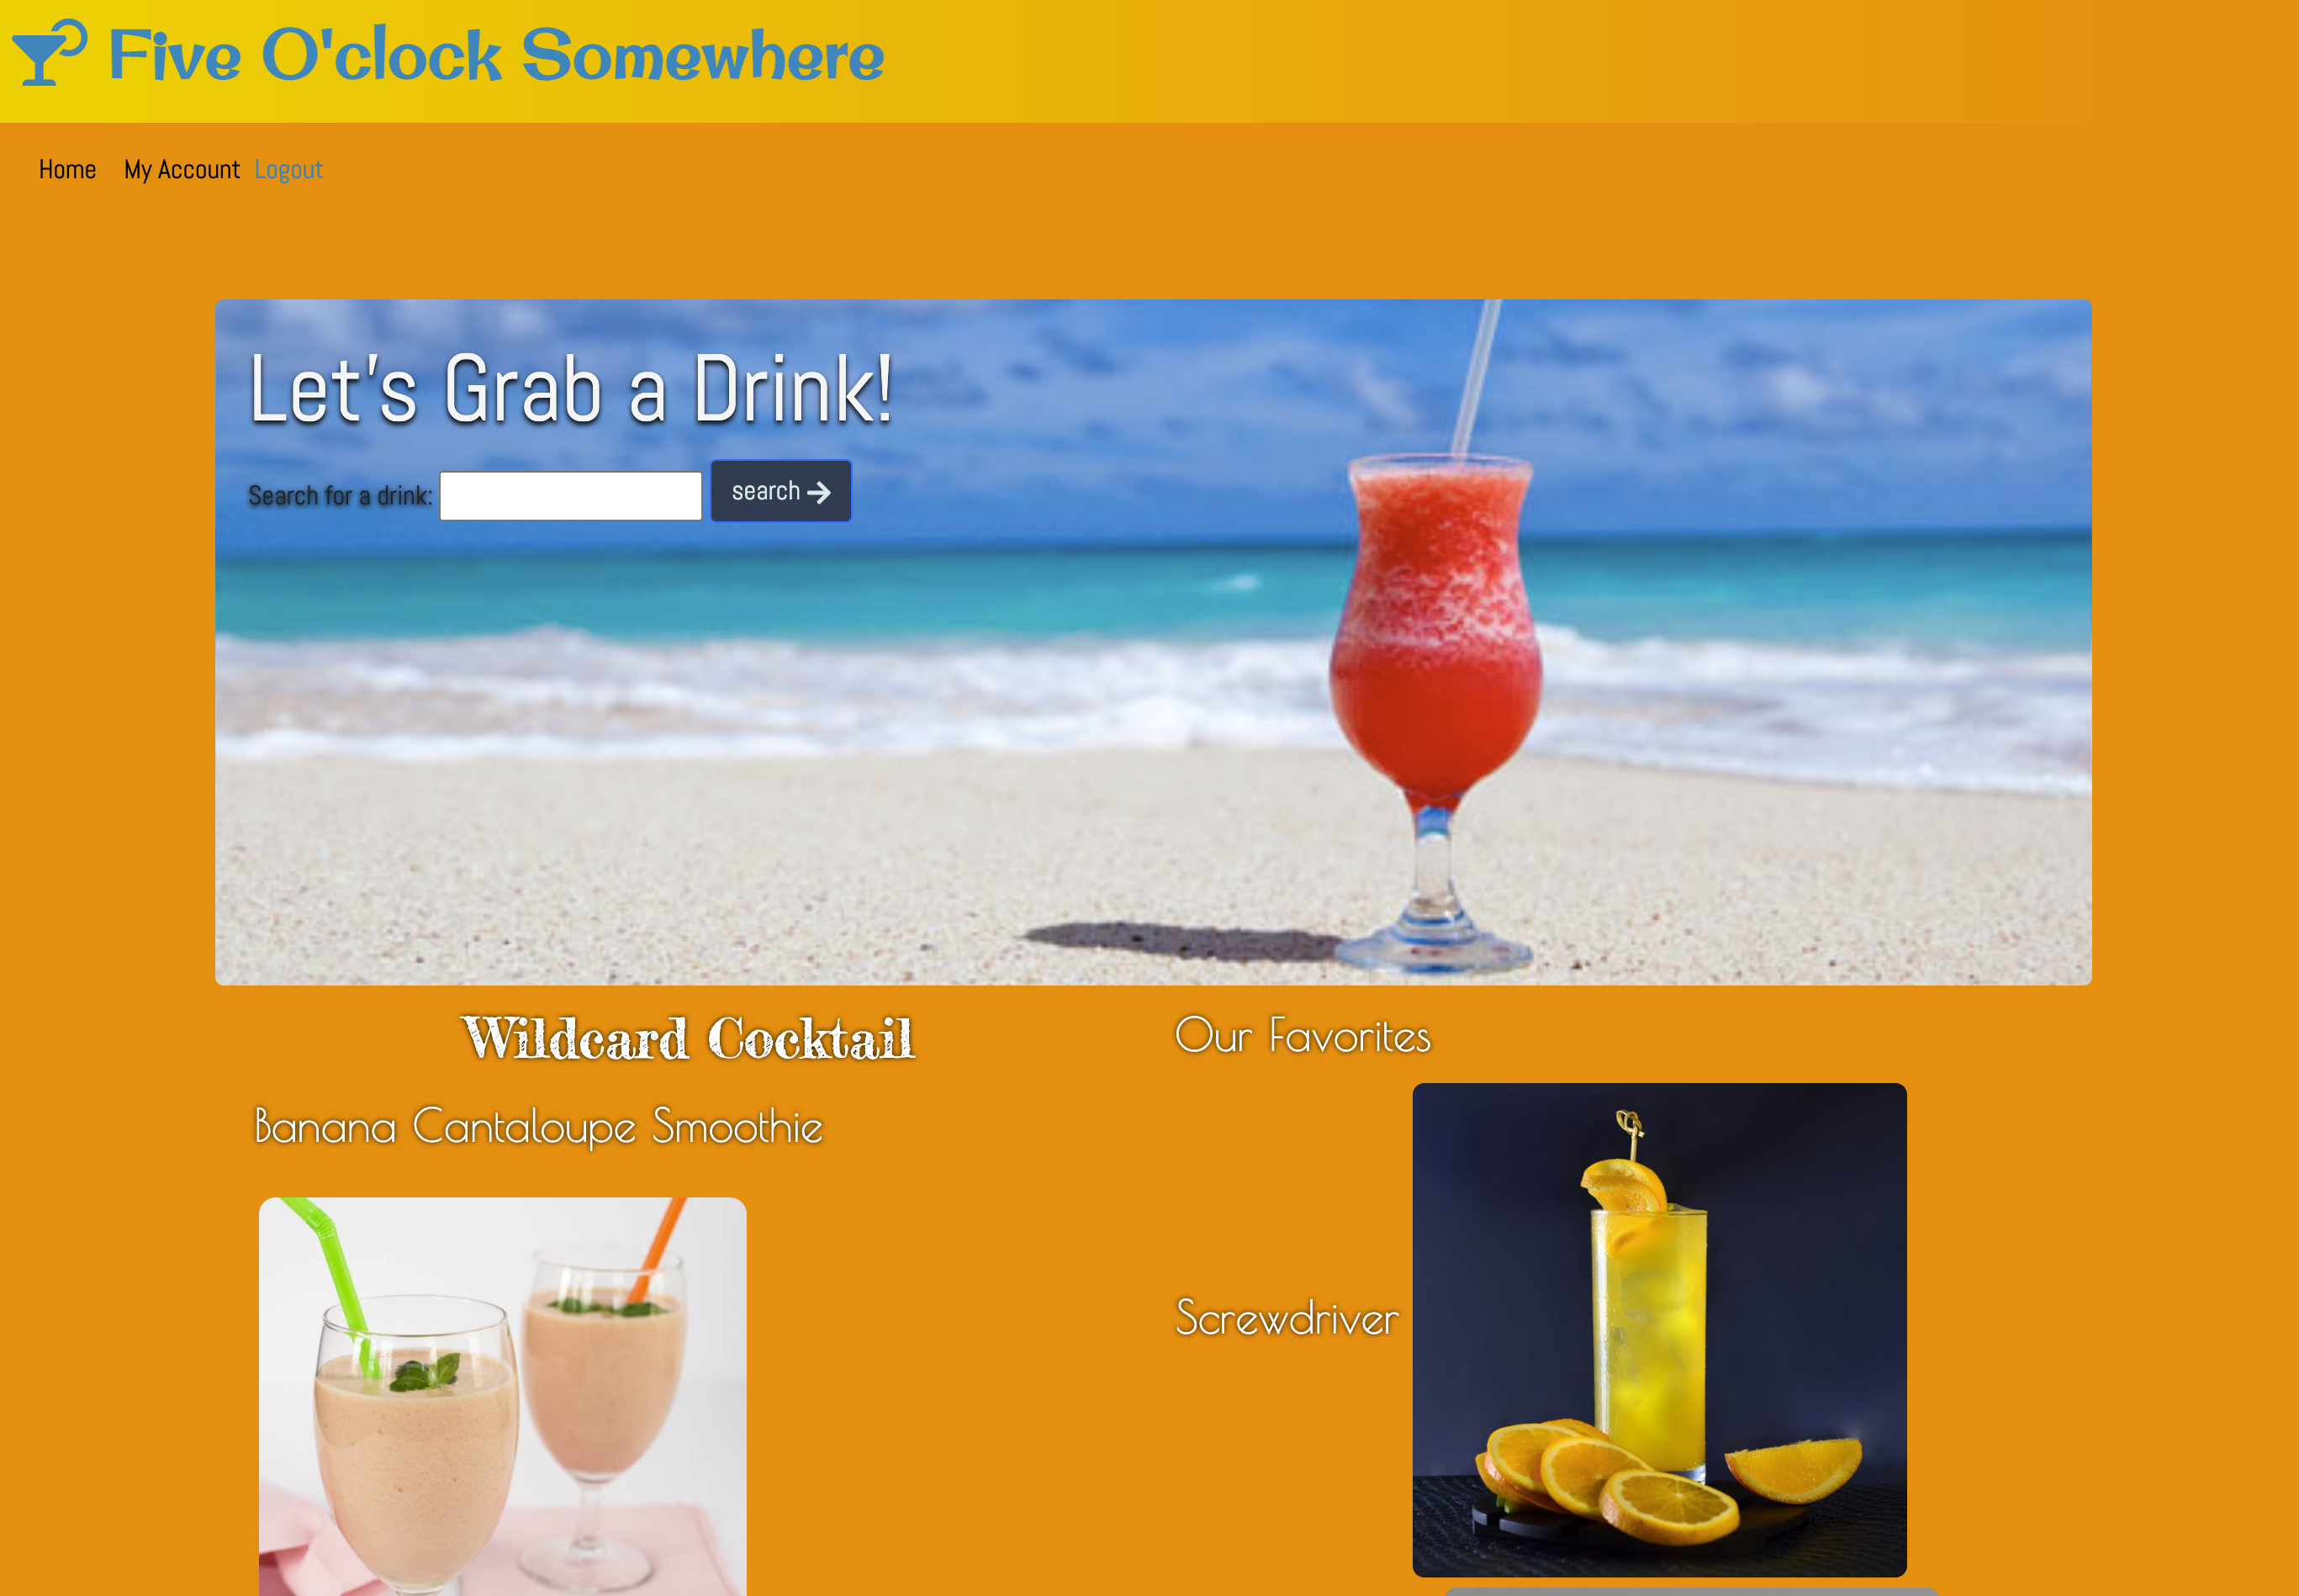 Five O'clock Somewhere
Home My Account Logout
Let's Grab a Drink!
Search for a drink: search
Wildcard Cocktail
Banana Cantaloupe Smoothie
Our Favorites
Screwdriver